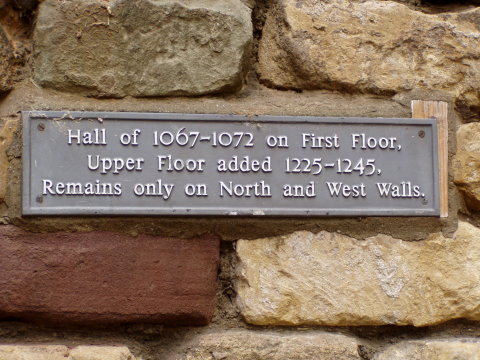 Hall of 1067-1072 on First Floor,
Upper Floor added 1225-1245,
Remains only on North and West Walls.